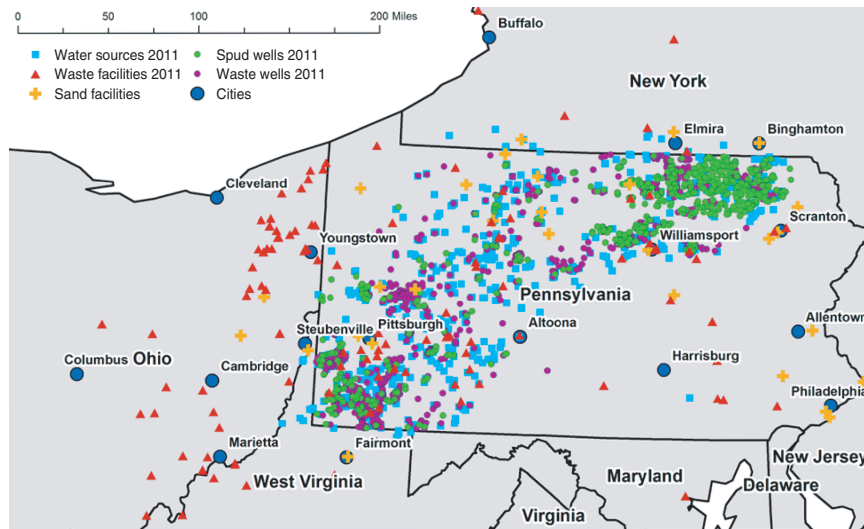 0 50 100 200 Miles
Buffalo
Water sources 2011 Spud wells 2011
Waste facilities 2011 Waste wells 2011
Sand facilities Cities
New York
Elmira Binghamton
Cleveland
Scranton
Youngstown Williamsport
Pennsylvania
Allentown
Steubenville Pittsburgh Altoona
Columbus Ohio Cambridge Harrisburg
Philadelphia
Marietta Fairmont
New Jersey
West Virginia Maryland
Delaware
Virginia